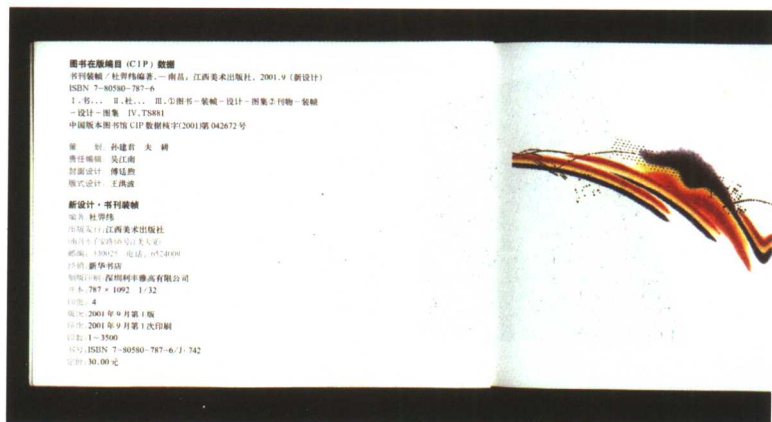 图书在版编目（CIP）数据
书刊装帧／杜羿纬编著.—南昌：江西美术出版社，2001.9（新设计）
ISBN 7-80580-787-6
Ⅰ.书... Ⅱ.杜... Ⅲ.①图书-装帧-设计-图集②刊物-装帧
-设计-图集 Ⅳ.TS881
中国版本图书馆CIP数据核字(2001)第042672号
策 划：孙建君 夫
责任编辑：吴江南
封面设计：傅廷煦
版式设计：王洪波
新设计·书刊装帧
编著:杜羿纬
出版发行:江西美术出版社
邮编：330025 电话：6524009
经销:新华书店
制版印刷:深圳利丰雅高有限公司
开本:787×1092 1/32
印张：4
版次:2001年9月第1版
印次:2001年9月第1次印刷
印数:1-3500
书号:ISBN 7-80580-787-6/J·742
定价:30.00元